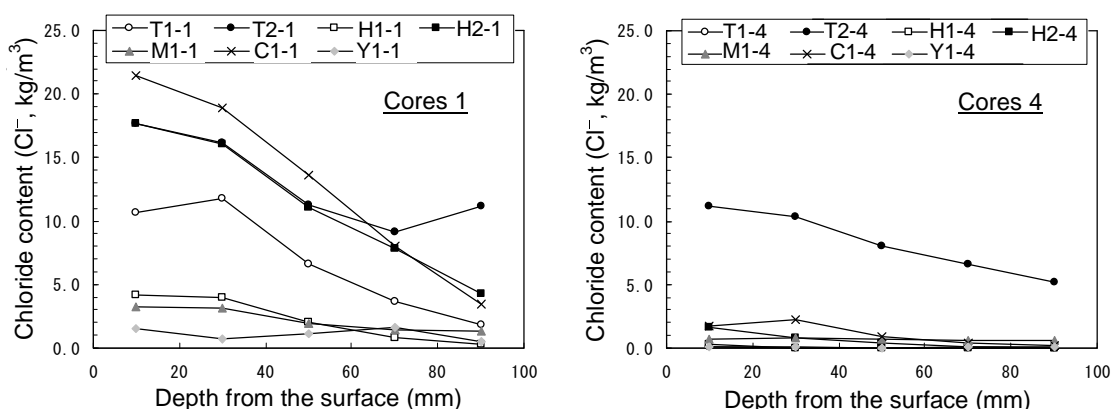 T1-1 T2-1 H1-1 H2-1
M1-1 C1-1 Y1-1
Cores 1
Chloride content (Cl⁻, kg/m³)
25.0
20.0
15.0
10.0
5.0
0.0
0 20 40 60 80 100
Depth from the surface (mm)
T1-4 T2-4 H1-4 H2-4
M1-4 C1-4 Y1-4
Cores 4
Chloride content (Cl⁻, kg/m³)
25.0
20.0
15.0
10.0
5.0
0.0
0 20 40 60 80 100
Depth from the surface (mm)